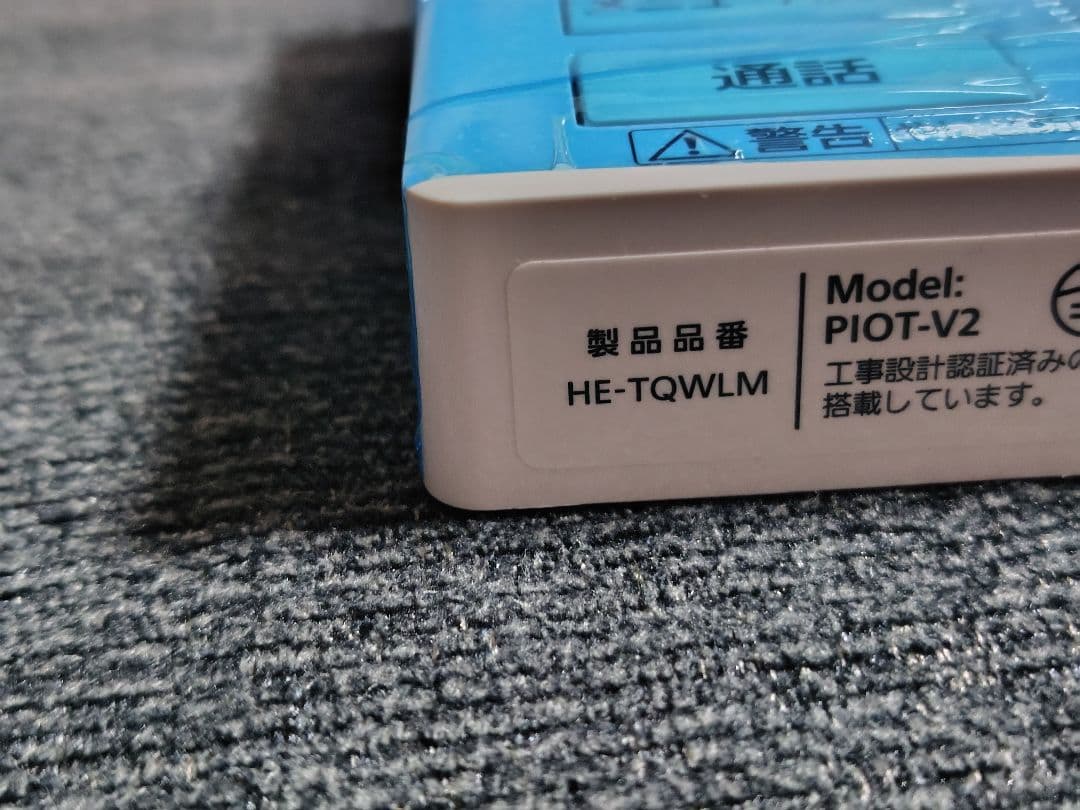 通話
警告
製品品番
HE-TQWLM
Model:
PIOT-V2
工事設計認証済みの
搭載しています。